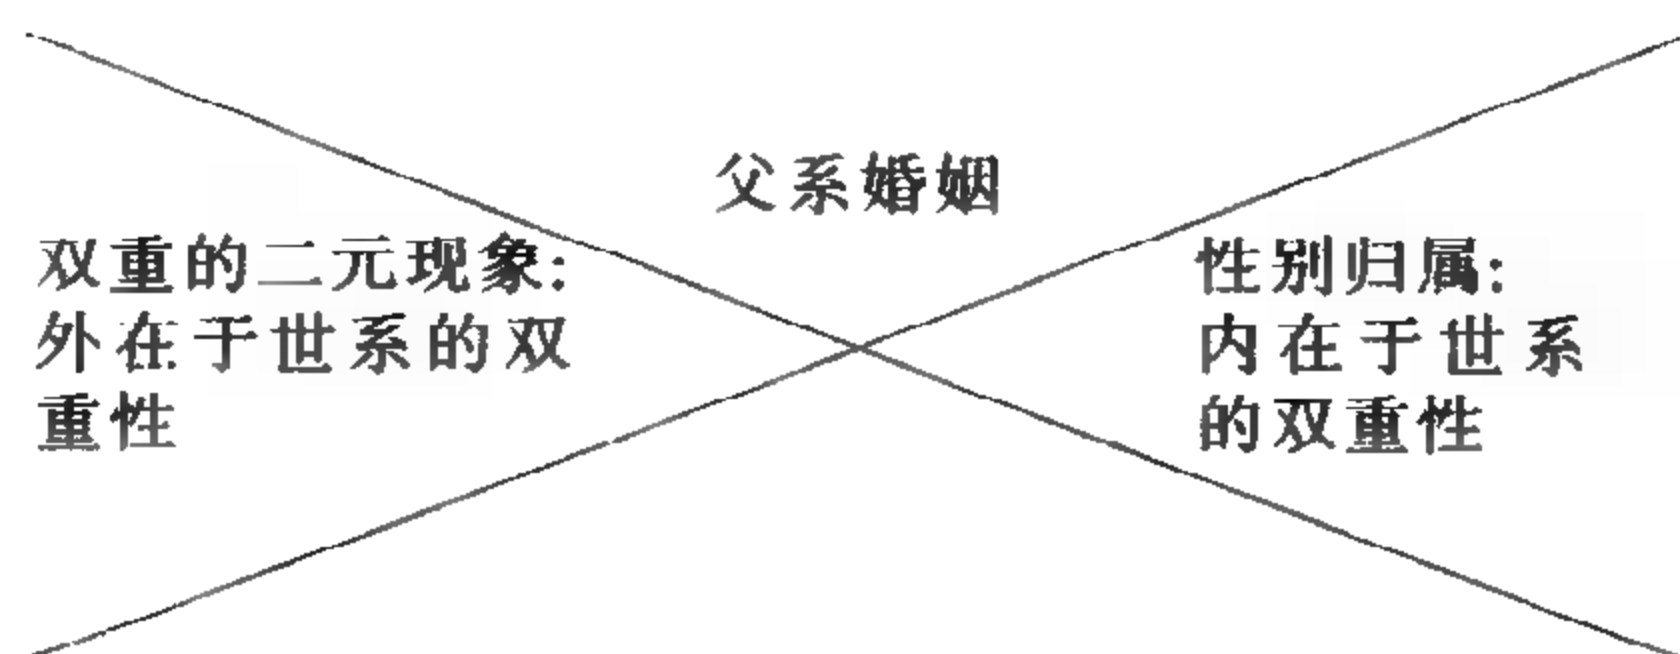 父系婚姻
双重的二元现象:
外在于世系的双
重性
性别归属:
内在于世系
的双重性